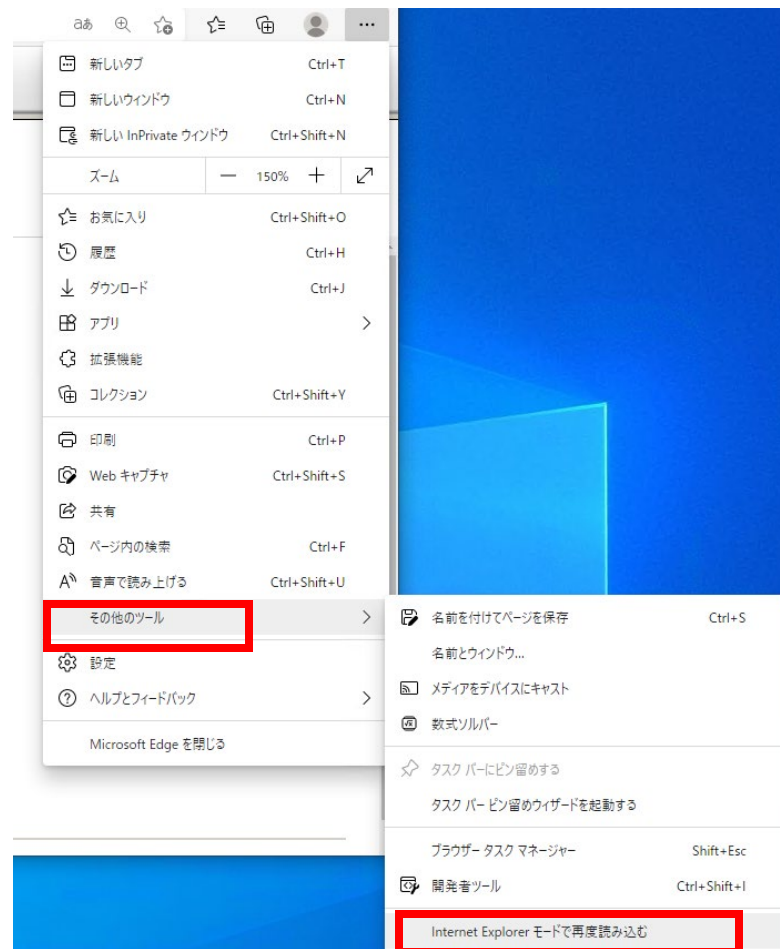 aあ
新しいタブ Ctrl+T
新しいウィンドウ Ctrl+N
新しい InPrivate ウィンドウ Ctrl+Shift+N
ズーム — 150% +
お気に入り Ctrl+Shift+O
履歴 Ctrl+H
ダウンロード Ctrl+J
アプリ
拡張機能
コレクション Ctrl+Shift+Y
印刷 Ctrl+P
Web キャプチャ Ctrl+Shift+S
共有
ページ内の検索 Ctrl+F
音声で読み上げる Ctrl+Shift+U
その他のツール
設定
ヘルプとフィードバック
Microsoft Edge を閉じる
名前を付けてページを保存 Ctrl+S
名前とウィンドウ...
メディアをデバイスにキャスト
数式ソルバー
タスク バーにピン留めする
タスク バー ピン留めウィザードを起動する
ブラウザー タスク マネージャー Shift+Esc
開発者ツール Ctrl+Shift+I
Internet Explorer モードで再度読み込む